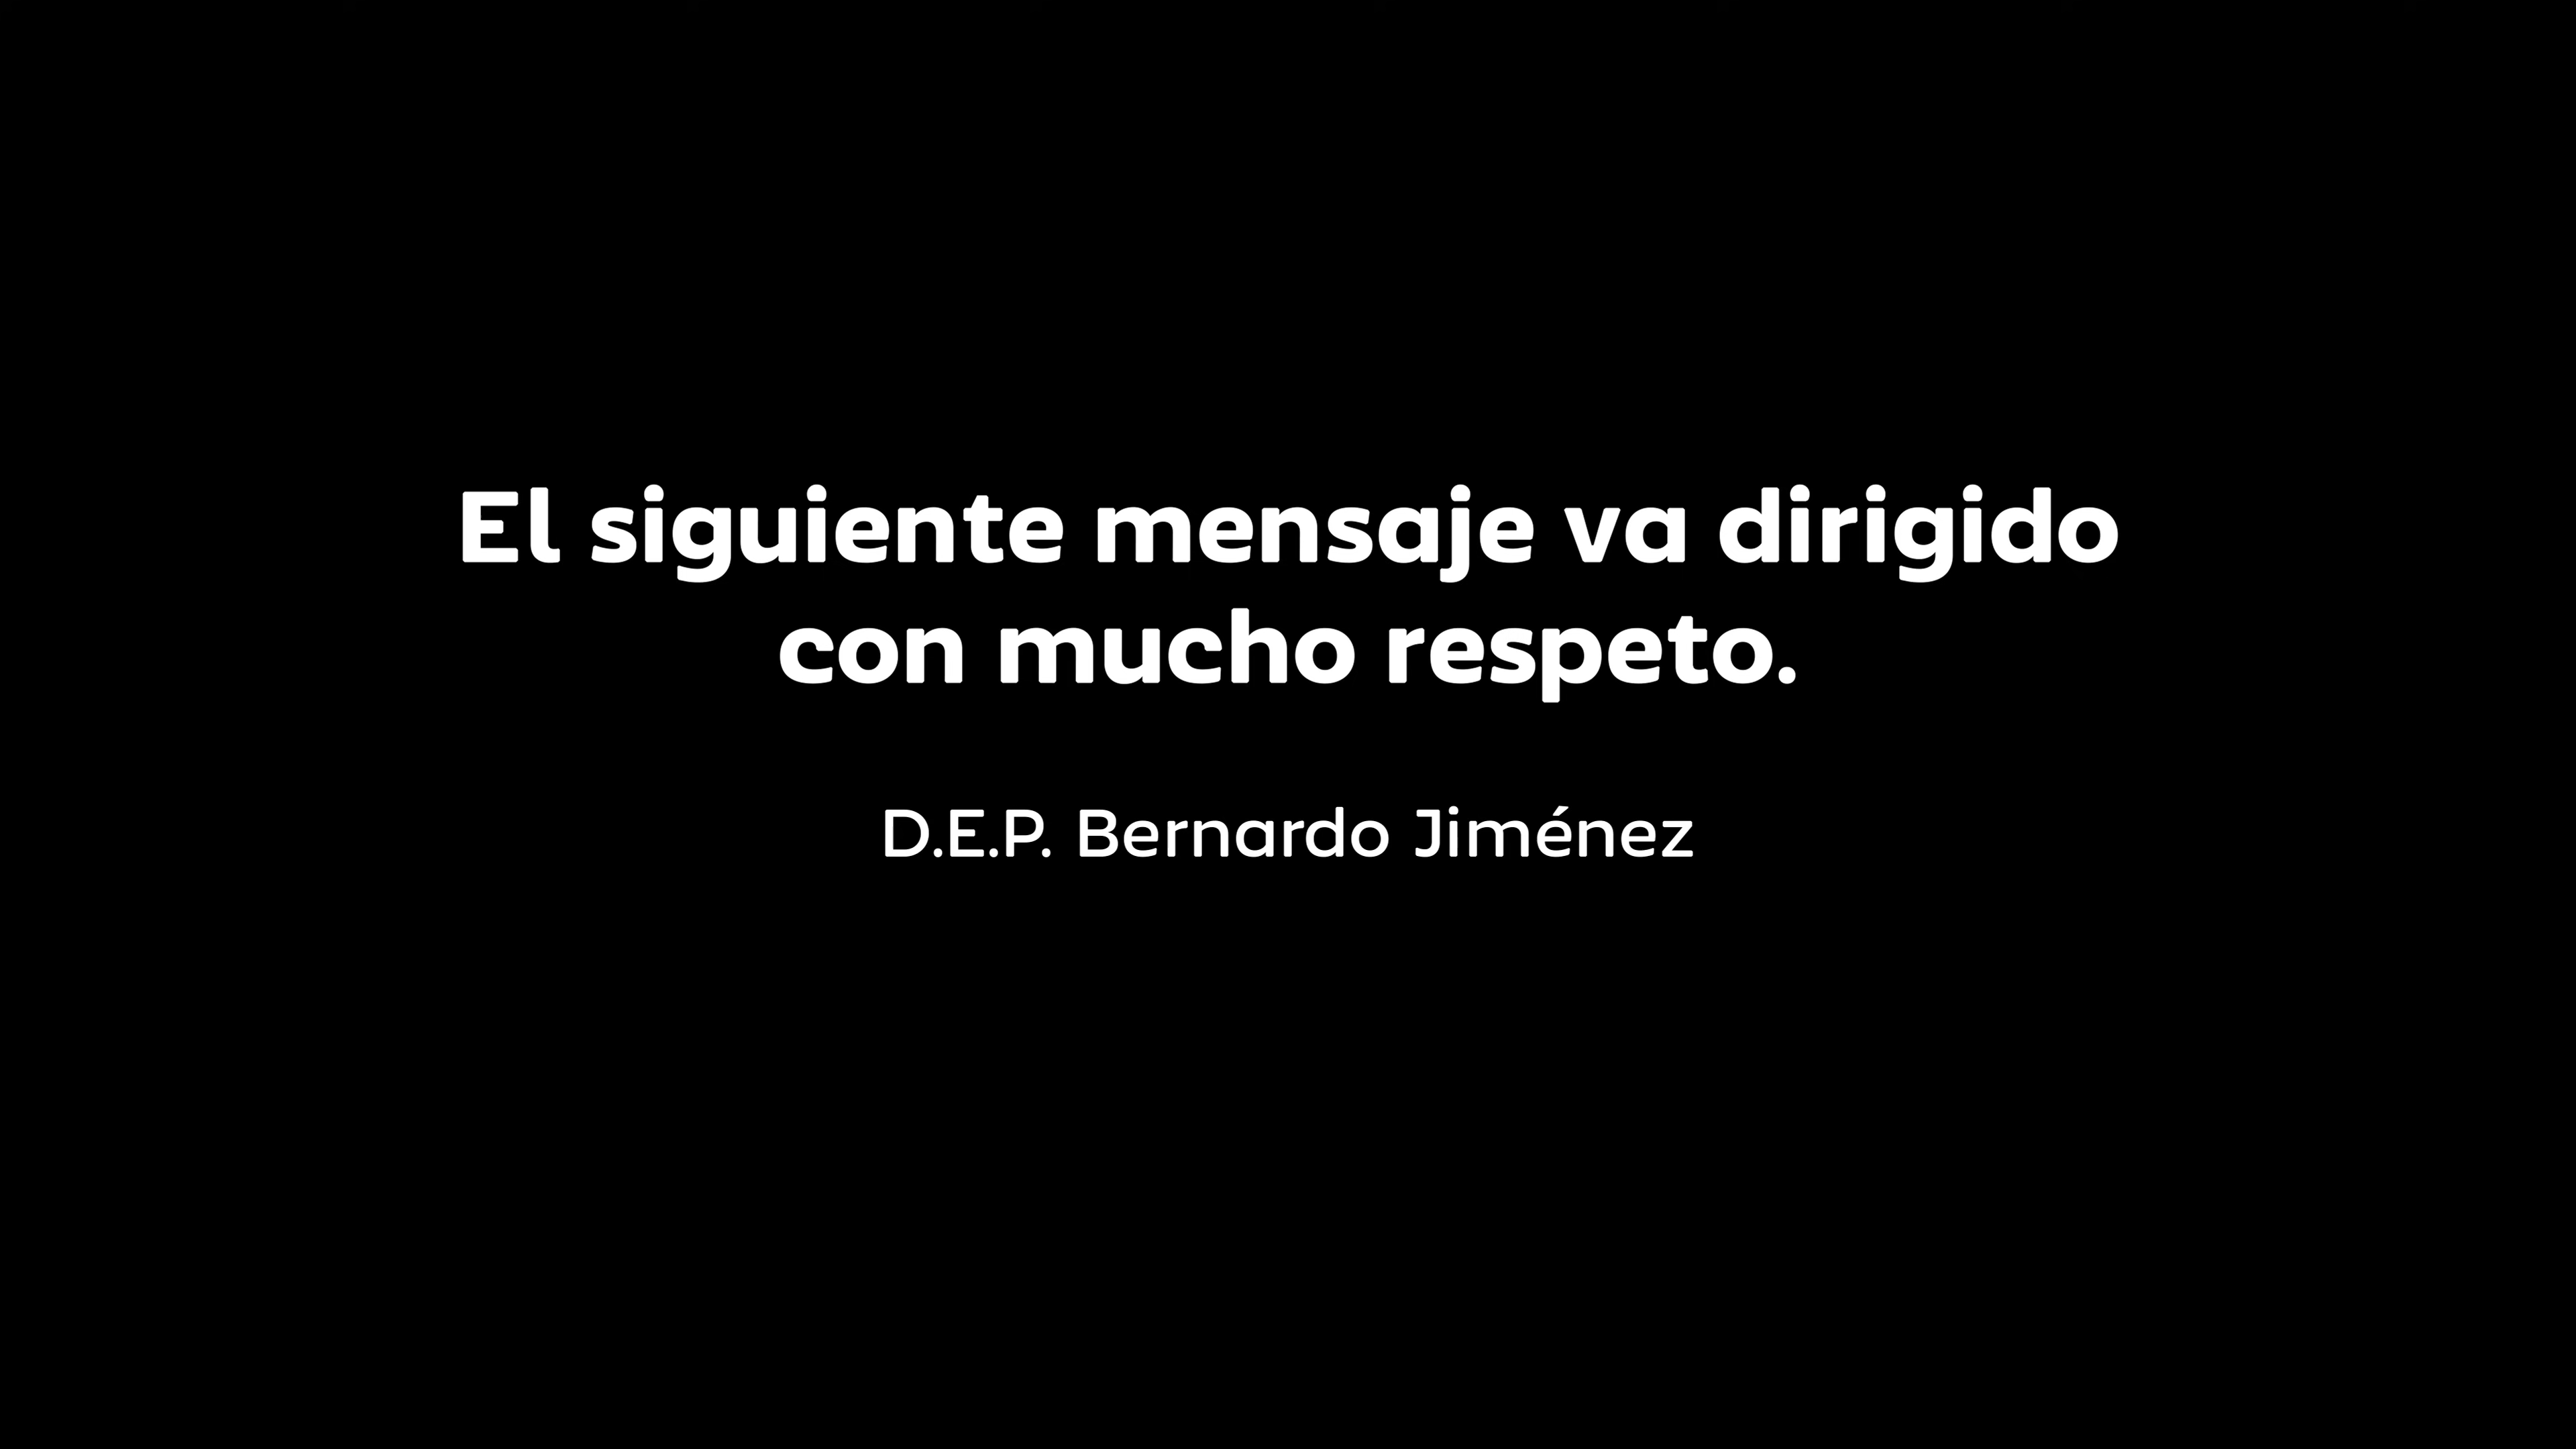 El siguiente mensaje va dirigido
con mucho respeto.
D.E.P. Bernardo Jiménez